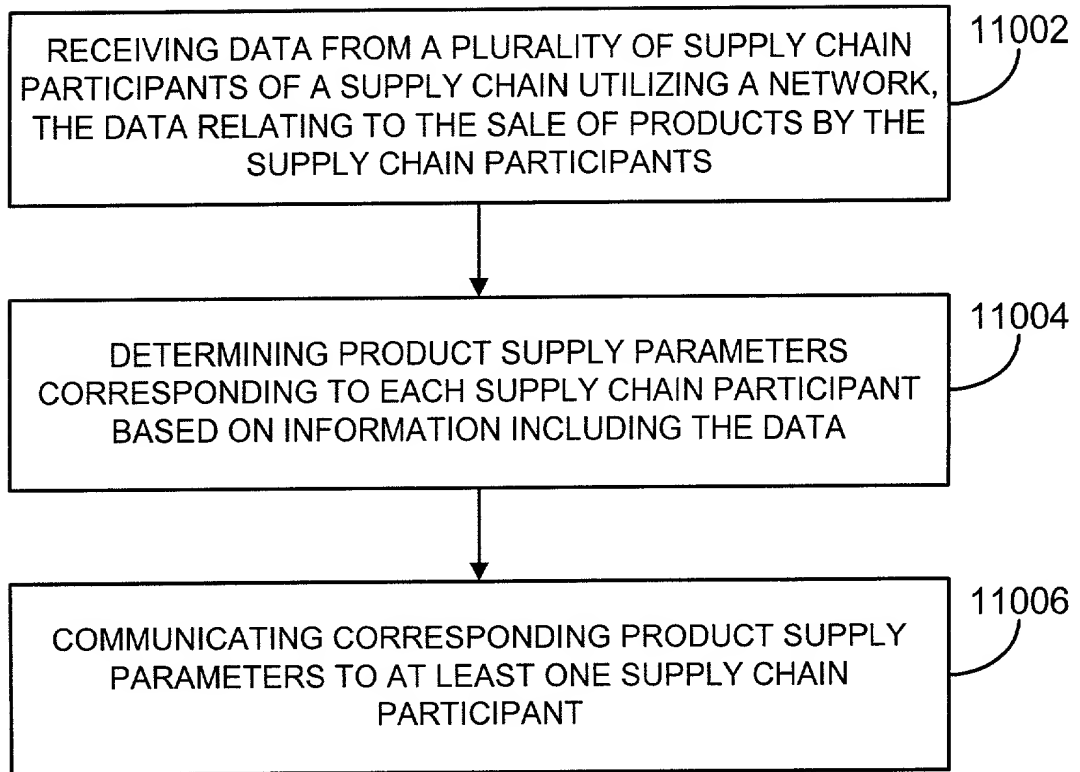 11002
RECEIVING DATA FROM A PLURALITY OF SUPPLY CHAIN
PARTICIPANTS OF A SUPPLY CHAIN UTILIZING A NETWORK,
THE DATA RELATING TO THE SALE OF PRODUCTS BY THE
SUPPLY CHAIN PARTICIPANTS
11004
DETERMINING PRODUCT SUPPLY PARAMETERS
CORRESPONDING TO EACH SUPPLY CHAIN PARTICIPANT
BASED ON INFORMATION INCLUDING THE DATA
11006
COMMUNICATING CORRESPONDING PRODUCT SUPPLY
PARAMETERS TO AT LEAST ONE SUPPLY CHAIN
PARTICIPANT